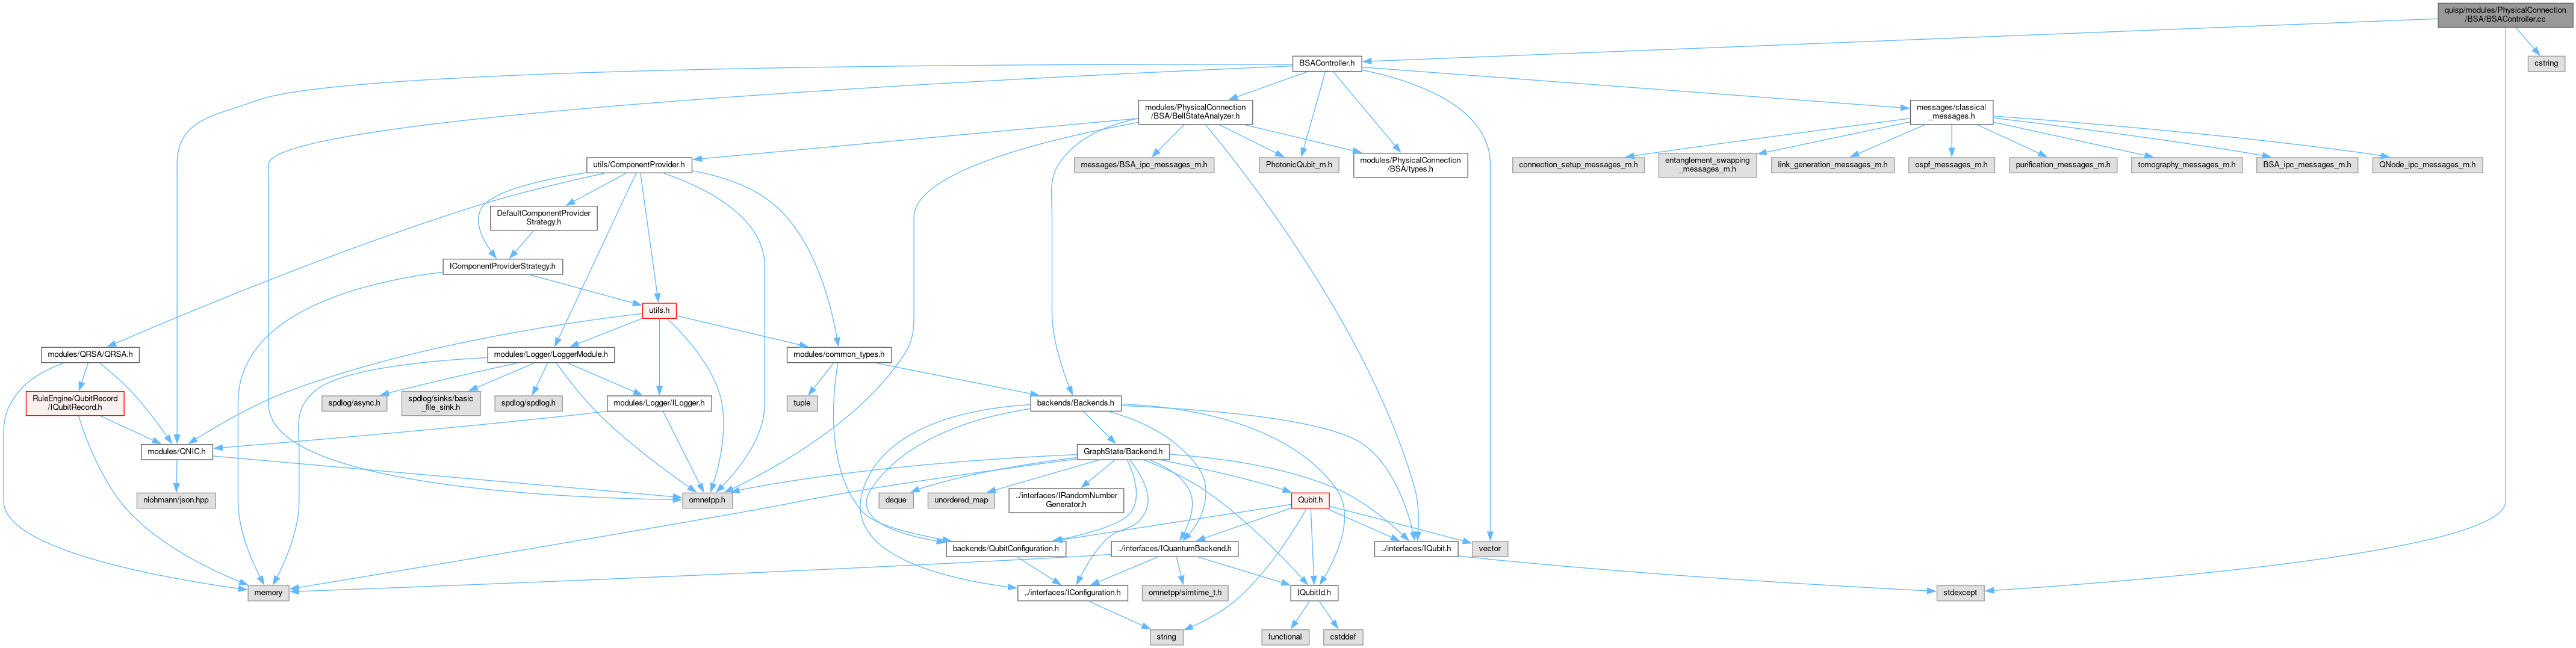 quisp/modules/PhysicalConnection
/BSA/BSAController.cc
BSAController.h
cstring
modules/PhysicalConnection
/BSA/BellStateAnalyzer.h
messages/classical
_messages.h
utils/ComponentProvider.h
messages/BSA_ipc_messages_m.h
PhotonicQubit_m.h
modules/PhysicalConnection
/BSA/types.h
connection_setup_messages_m.h
entanglement_swapping
_messages_m.h
link_generation_messages_m.h
ospf_messages_m.h
purification_messages_m.h
tomography_messages_m.h
BSA_ipc_messages_m.h
QNode_ipc_messages_m.h
DefaultComponentProvider
Strategy.h
IComponentProviderStrategy.h
utils.h
modules/QRSA/QRSA.h
modules/Logger/LoggerModule.h
modules/common_types.h
RuleEngine/QubitRecord
/IQubitRecord.h
spdlog/async.h
spdlog/sinks/basic
_file_sink.h
spdlog/spdlog.h
modules/Logger/ILogger.h
tuple
backends/Backends.h
modules/QNIC.h
GraphState/Backend.h
nlohmann/json.hpp
omnetpp.h
deque
unordered_map
../interfaces/IRandomNumber
Generator.h
Qubit.h
backends/QubitConfiguration.h
../interfaces/IQuantumBackend.h
../interfaces/IQubit.h
vector
memory
../interfaces/IConfiguration.h
omnetpp/simtime_t.h
IQubitId.h
stdexcept
string
functional
cstddef